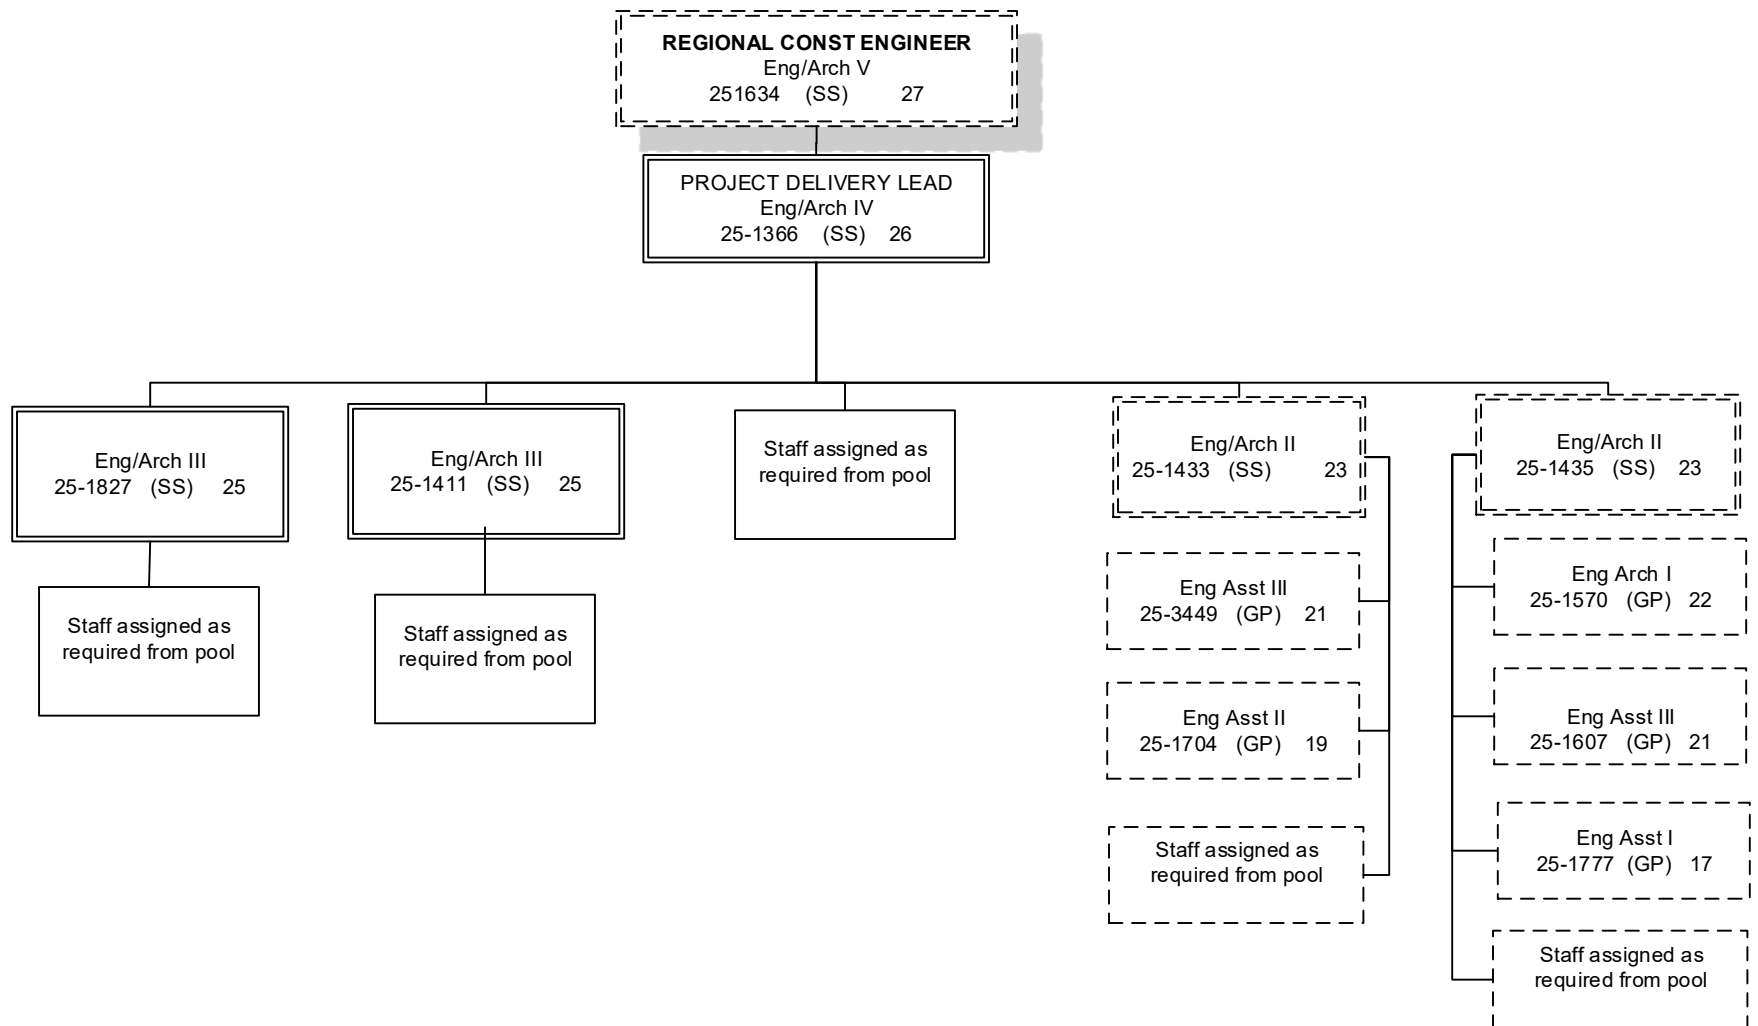 REGIONAL CONST ENGINEER
Eng/Arch V
251634 (SS) 27
PROJECT DELIVERY LEAD
Eng/Arch IV
25-1366 (SS) 26
Eng/Arch III
25-1827 (SS) 25
Staff assigned as
required from pool
Eng/Arch III
25-1411 (SS) 25
Staff assigned as
required from pool
Staff assigned as
required from pool
Eng/Arch II
25-1433 (SS) 23
Eng Asst III
25-3449 (GP) 21
Eng Asst II
25-1704 (GP) 19
Staff assigned as
required from pool
Eng/Arch II
25-1435 (SS) 23
Eng Arch I
25-1570 (GP) 22
Eng Asst III
25-1607 (GP) 21
Eng Asst I
25-1777 (GP) 17
Staff assigned as
required from pool